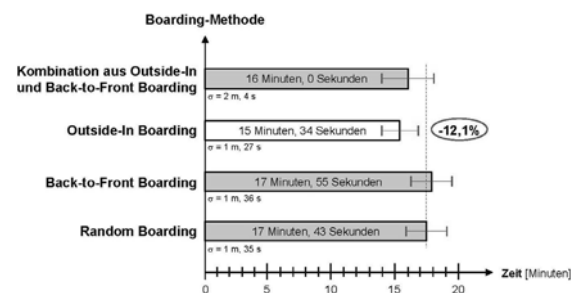 Boarding-Methode
Kombination aus Outside-In
und Back-to-Front Boarding
16 Minuten, 0 Sekunden
σ = 2 m, 4 s
Outside-In Boarding
15 Minuten, 34 Sekunden
-12,1%
σ = 1 m, 27 s
Back-to-Front Boarding
17 Minuten, 55 Sekunden
σ = 1 m, 36 s
Random Boarding
17 Minuten, 43 Sekunden
σ = 1 m, 35 s
Zeit [Minuten]
0 5 10 15 20